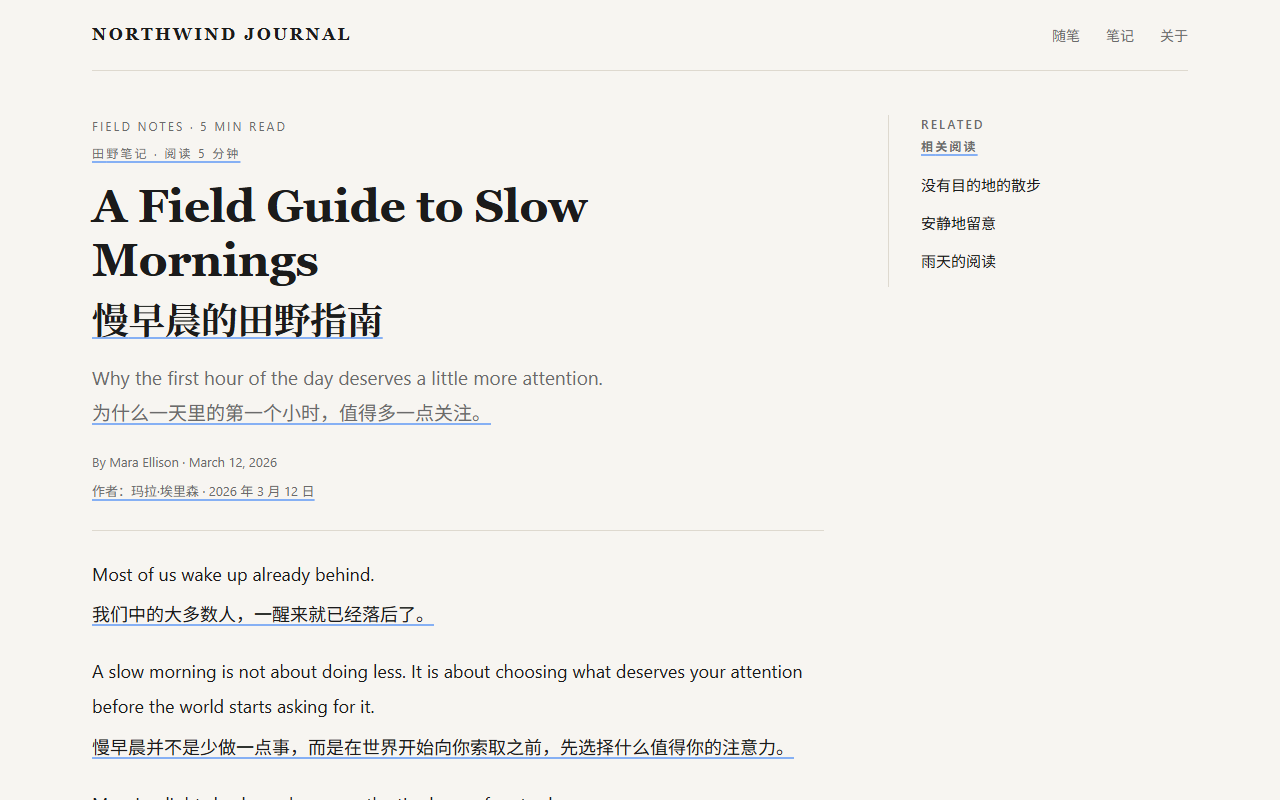 NORTHWIND JOURNAL
随笔 笔记 关于
FIELD NOTES · 5 MIN READ
田野笔记 · 阅读 5 分钟
A Field Guide to Slow
Mornings
慢早晨的田野指南
Why the first hour of the day deserves a little more attention.
为什么一天里的第一个小时，值得多一点关注。
By Mara Ellison · March 12, 2026
作者：玛拉·埃里森 · 2026 年 3 月 12 日
Most of us wake up already behind.
我们中的大多数人，一醒来就已经落后了。
A slow morning is not about doing less. It is about choosing what deserves your attention
before the world starts asking for it.
慢早晨并不是少做一点事，而是在世界开始向你索取之前，先选择什么值得你的注意力。
RELATED
相关阅读
没有目的地的散步
安静地留意
雨天的阅读